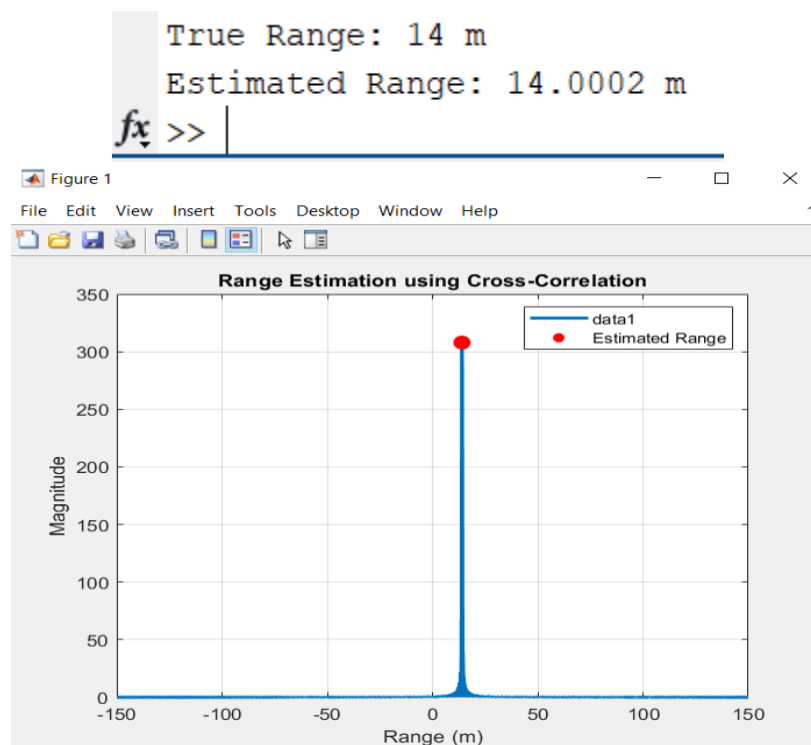 True Range: 14 m
Estimated Range: 14.0002 m
fx >>
Figure 1
File Edit View Insert Tools Desktop Window Help
Range Estimation using Cross-Correlation
350
300
250
200
150
100
50
0
Magnitude
data1
Estimated Range
-150 -100 -50 0 50 100 150
Range (m)